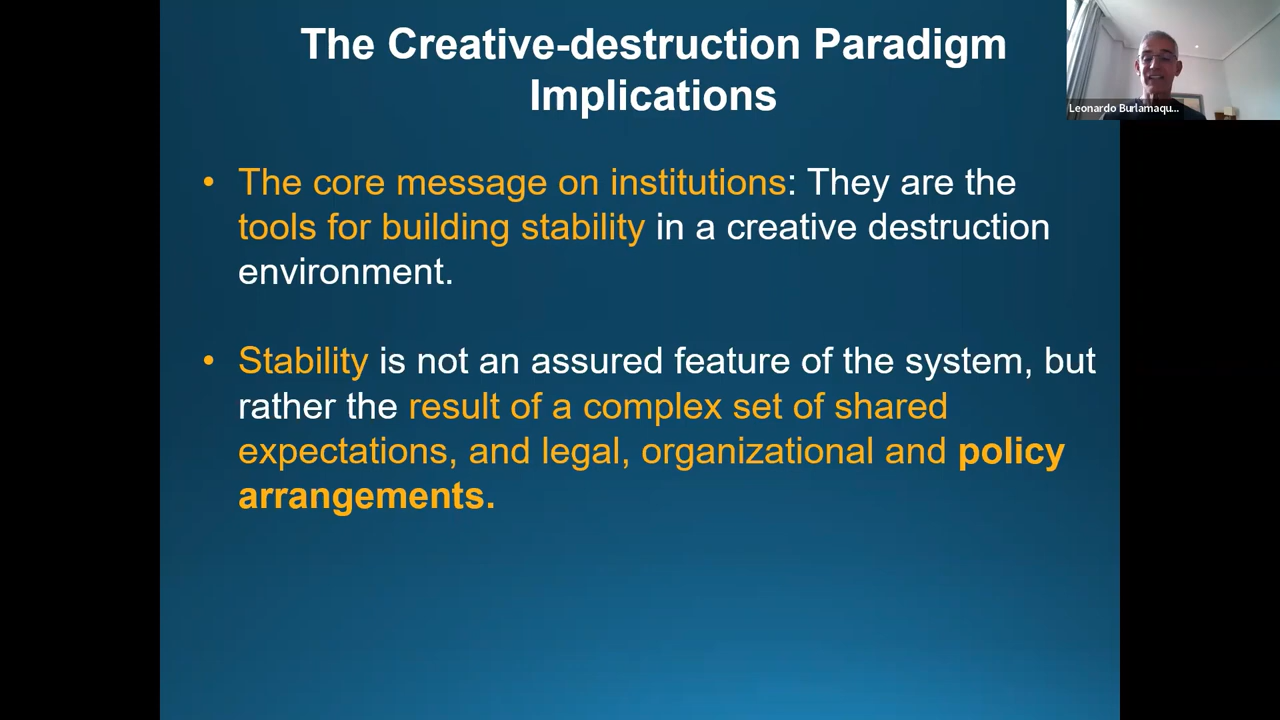 The Creative-destruction Paradigm
Implications
Leonardo Burlamaqu...
• The core message on institutions: They are the
tools for building stability in a creative destruction
environment.
• Stability is not an assured feature of the system, but
rather the result of a complex set of shared
expectations, and legal, organizational and policy
arrangements.